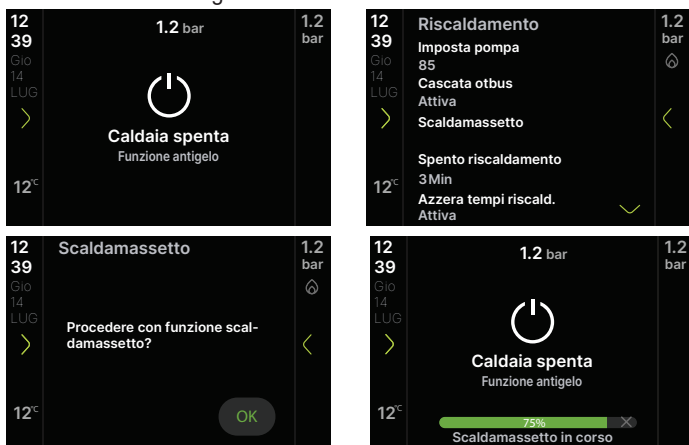 12
39
Gio
14
LUG
12°C
1.2 bar
Caldaia spenta
Funzione antigelo
1.2
bar
12
39
Gio
14
LUG
12°C
Riscaldamento
Imposta pompa
85
Cascata otbus
Attiva
Scaldamassetto
Spento riscaldamento
3Min
Azzera tempi riscald.
Attiva
1.2
bar
12
39
Gio
14
LUG
12°C
Scaldamassetto
Procedere con funzione scal-
damassetto?
OK
1.2
bar
12
39
Gio
14
LUG
12°C
1.2 bar
Caldaia spenta
Funzione antigelo
75%
Scaldamassetto in corso
1.2
bar